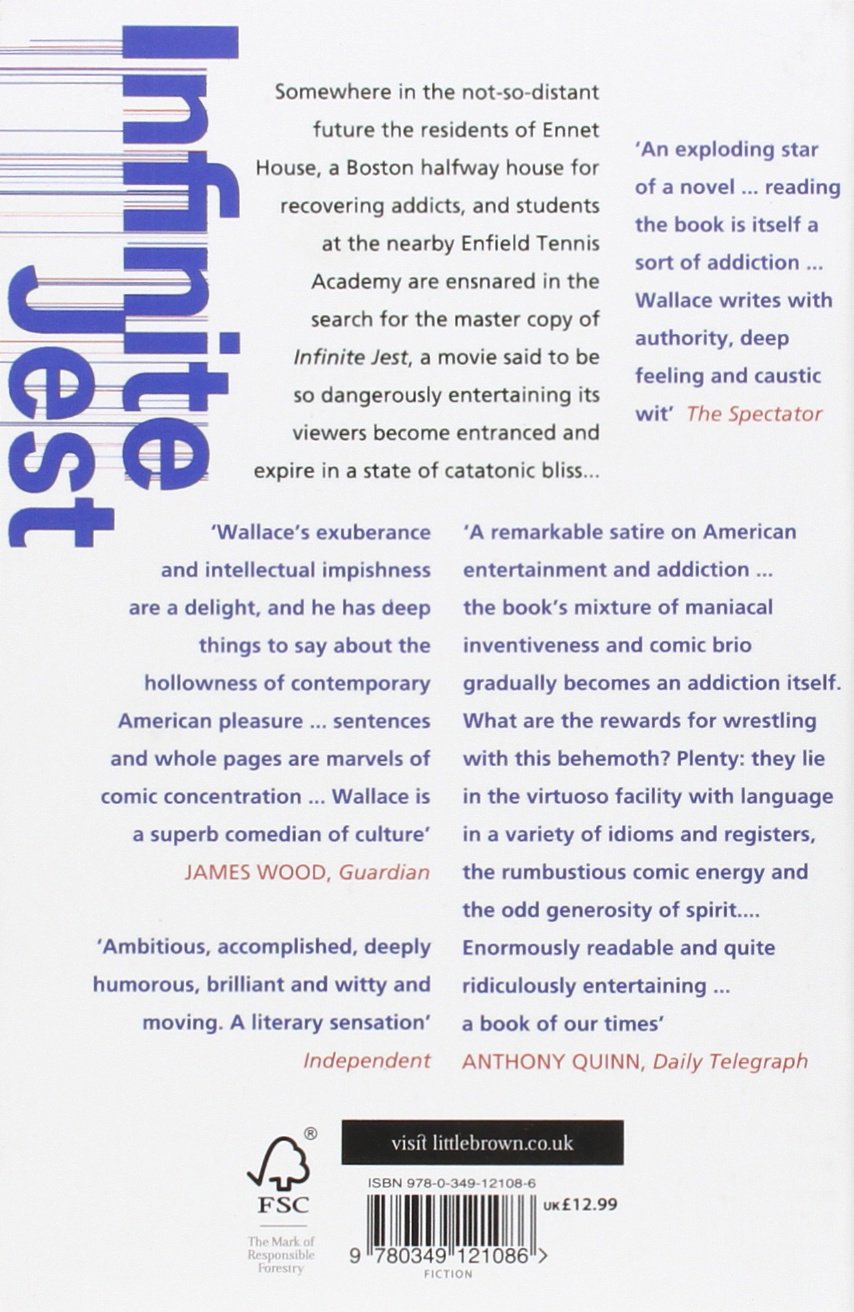 Infinite
Jest
Somewhere in the not-so-distant
future the residents of Ennet
House, a Boston halfway house for
recovering addicts, and students
at the nearby Enfield Tennis
Academy are ensnared in the
search for the master copy of
Infinite Jest, a movie said to be
so dangerously entertaining its
viewers become entranced and
expire in a state of catatonic bliss...
‘An exploding star
of a novel ... reading
the book is itself a
sort of addiction ...
Wallace writes with
authority, deep
feeling and caustic
wit’ The Spectator
‘Wallace’s exuberance
and intellectual impishness
are a delight, and he has deep
things to say about the
hollowness of contemporary
American pleasure ... sentences
and whole pages are marvels of
comic concentration ... Wallace is
a superb comedian of culture’
JAMES WOOD, Guardian
‘Ambitious, accomplished, deeply
humorous, brilliant and witty and
moving. A literary sensation’
Independent
‘A remarkable satire on American
entertainment and addiction ...
the book’s mixture of maniacal
inventiveness and comic brio
gradually becomes an addiction itself.
What are the rewards for wrestling
with this behemoth? Plenty: they lie
in the virtuoso facility with language
in a variety of idioms and registers,
the rumbustious comic energy and
the odd generosity of spirit....
Enormously readable and quite
ridiculously entertaining ...
a book of our times’
ANTHONY QUINN, Daily Telegraph
®
FSC
The Mark of
Responsible
Forestry
visit littlebrown.co.uk
ISBN 978-0-349-12108-6
UK£12.99
9 780349 121086 >
FICTION